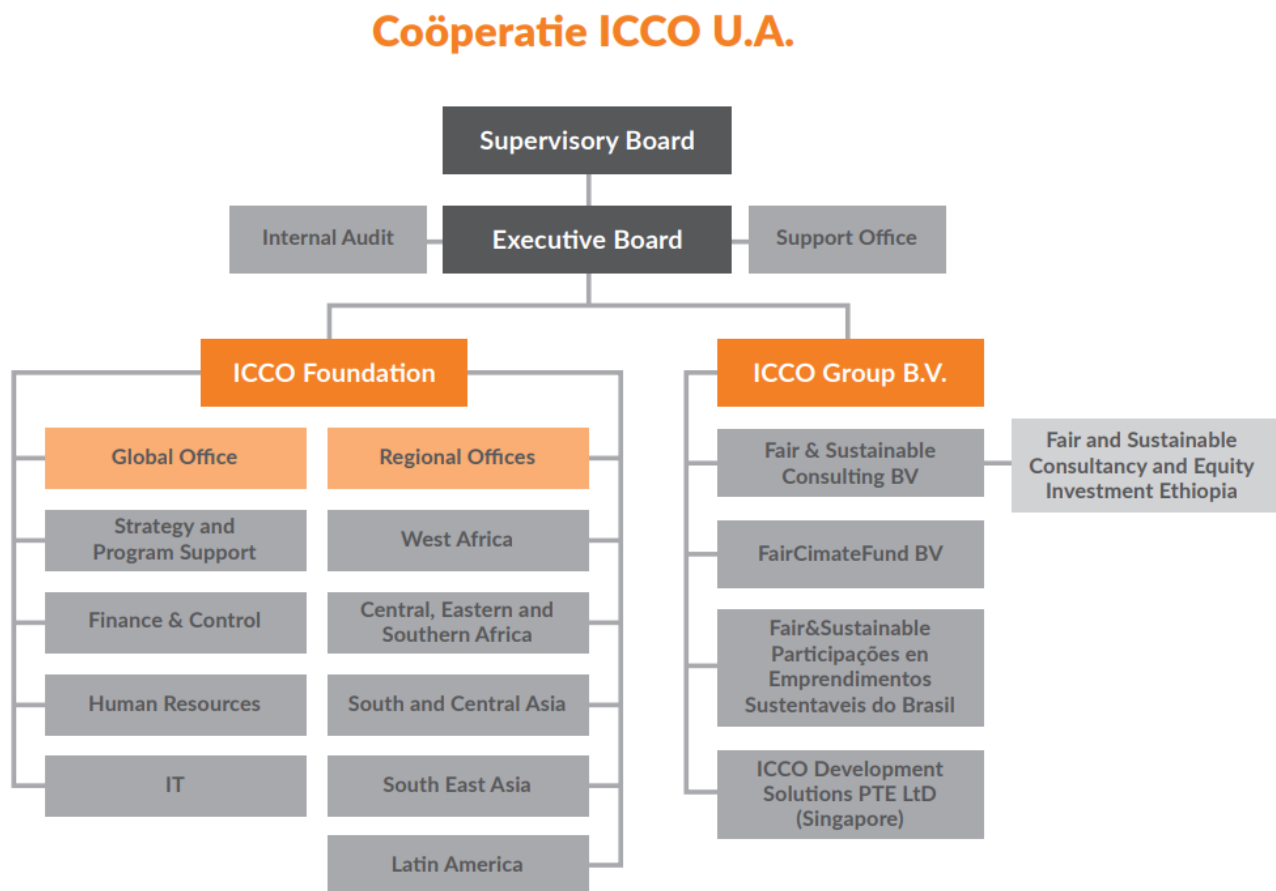 Coöperatie ICCO U.A.
Supervisory Board
Internal Audit
Executive Board
Support Office
ICCO Foundation
Global Office
Strategy and
Program Support
Finance & Control
Human Resources
IT
Regional Offices
West Africa
Central, Eastern and
Southern Africa
South and Central Asia
South East Asia
Latin America
ICCO Group B.V.
Fair & Sustainable
Consulting BV
Fair and Sustainable
Consultancy and Equity
Investment Ethiopia
FairCimateFund BV
Fair&Sustainable
Participações en
Emprendimentos
Sustentaveis do Brasil
ICCO Development
Solutions PTE LtD
(Singapore)